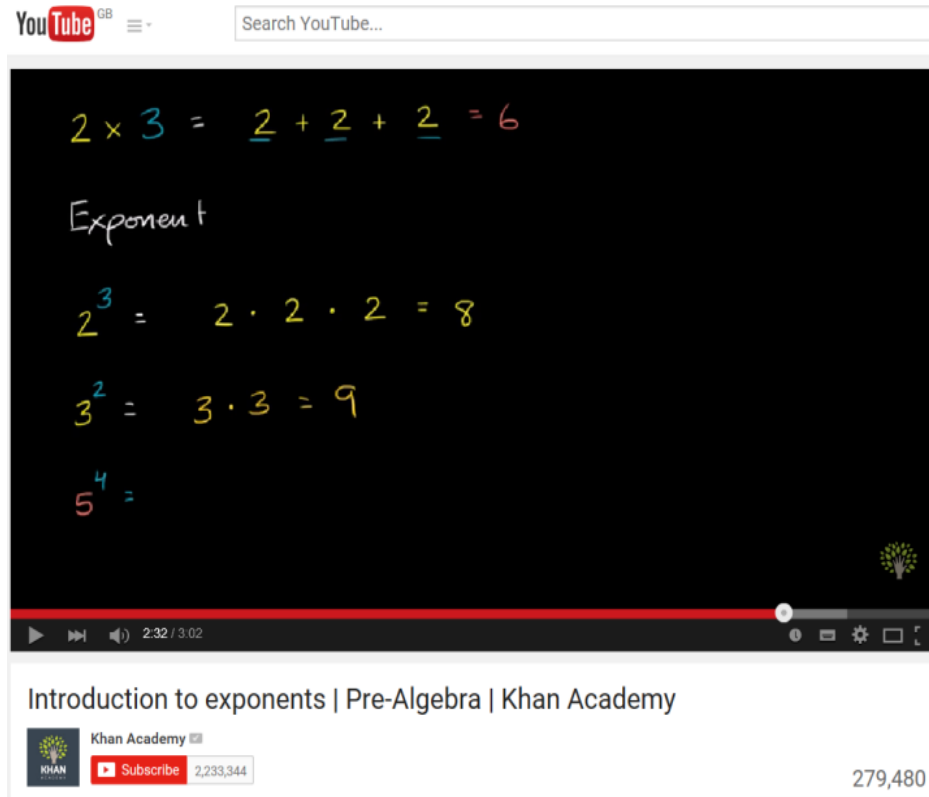 YouTube GB
Search YouTube...
2 × 3 = 2 + 2 + 2 = 6
Exponent
2³ = 2 · 2 · 2 = 8
3² = 3 · 3 = 9
5⁴ =
2:32 / 3:02
Introduction to exponents | Pre-Algebra | Khan Academy
Khan Academy
KHAN
ACADEMY
Subscribe 2,233,344
279,480